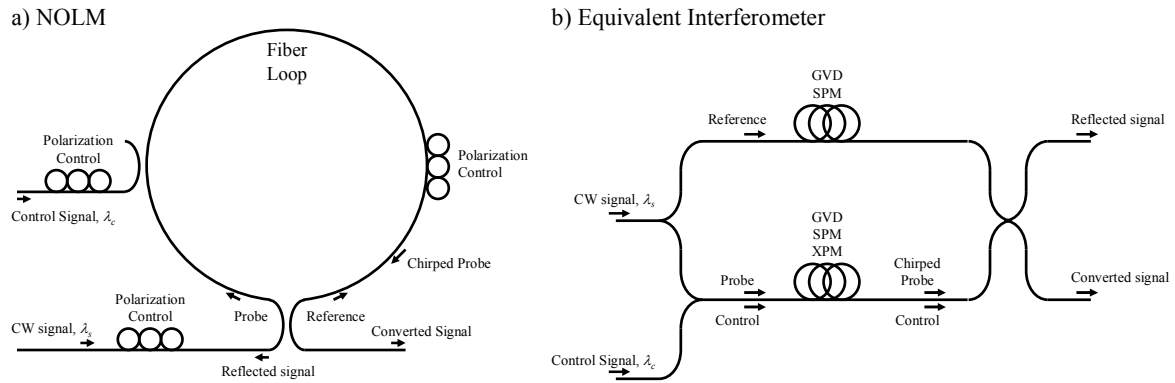 a) NOLM
Fiber
Loop
Polarization
Control
Control Signal, λc
Polarization
Control
Chirped Probe
Polarization
Control
Probe
Reference
CW signal, λs
Converted Signal
Reflected signal
b) Equivalent Interferometer
GVD
SPM
Reference
Reflected signal
CW signal, λs
GVD
SPM
XPM
Probe
Control
Chirped
Probe
Control
Converted signal
Control Signal, λc